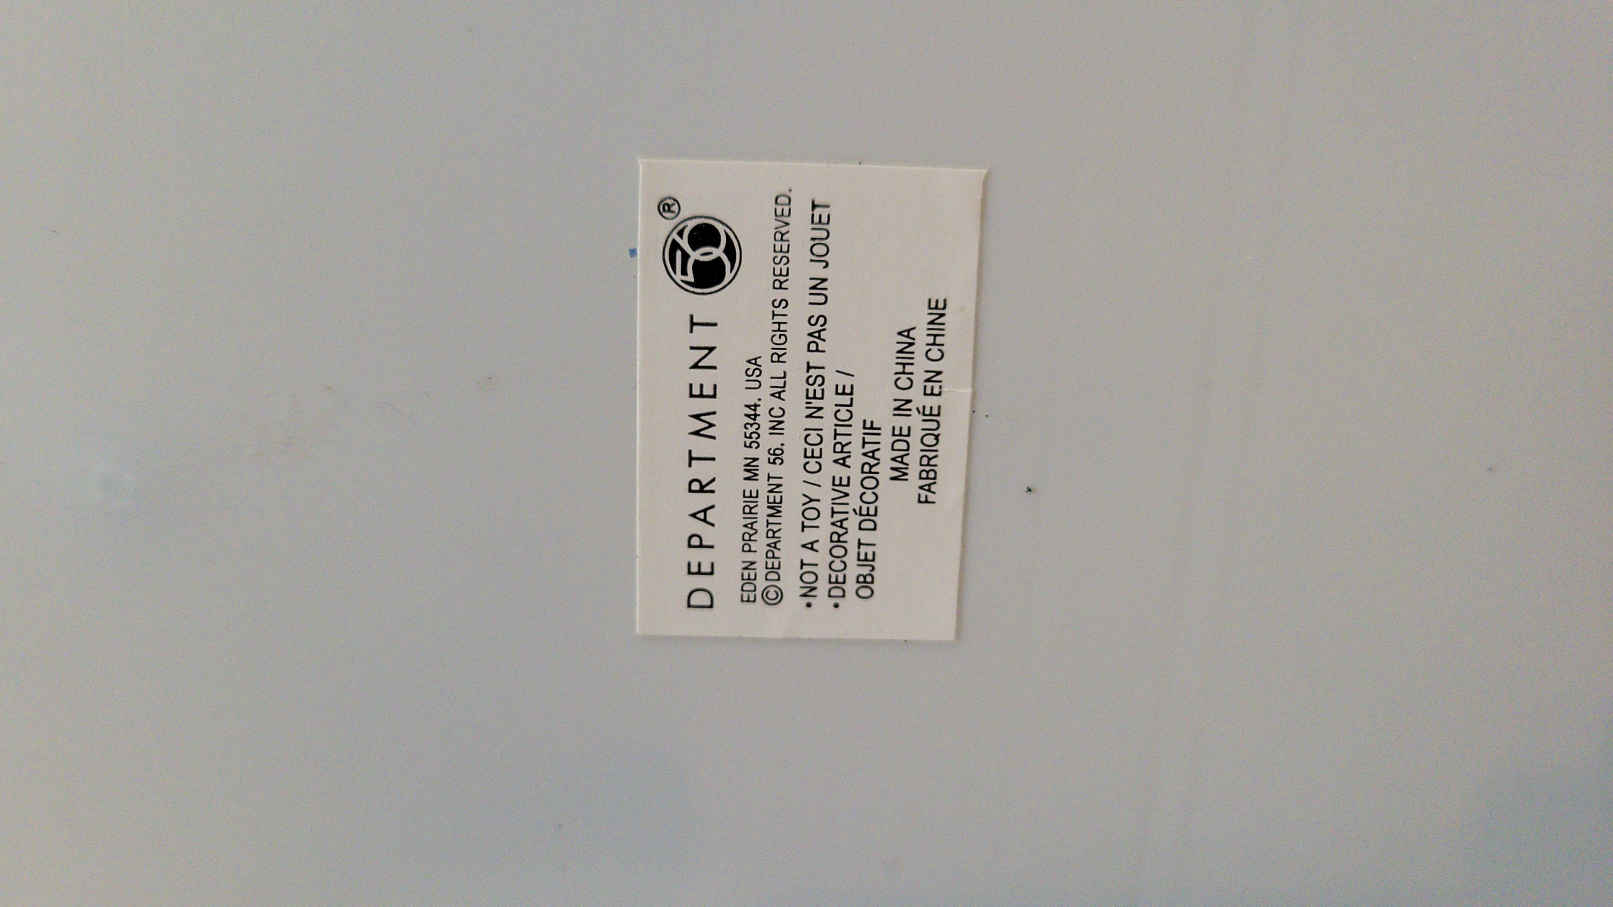 DEPARTMENT 56®
EDEN PRAIRIE MN 55344, USA
©DEPARTMENT 56, INC ALL RIGHTS RESERVED.
•NOT A TOY / CECI N'EST PAS UN JOUET
•DECORATIVE ARTICLE /
OBJET DÉCORATIF
MADE IN CHINA
FABRIQUÉ EN CHINE